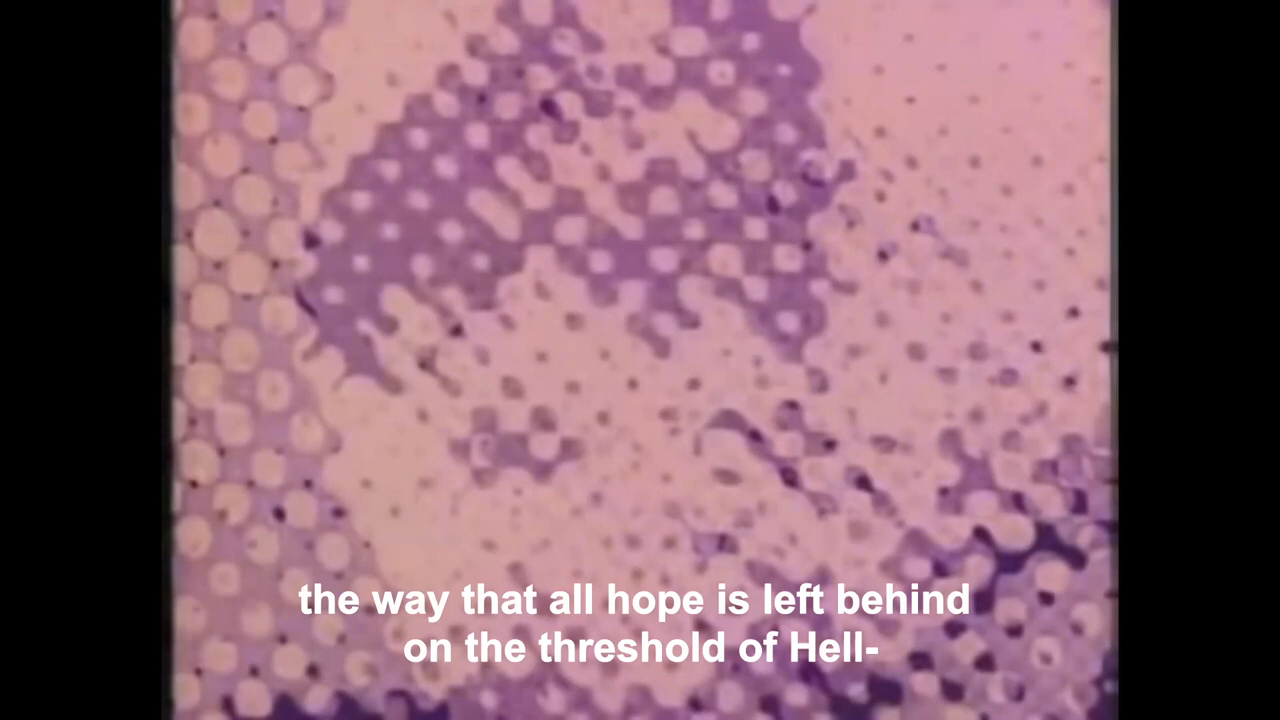 the way that all hope is left behind
on the threshold of Hell-